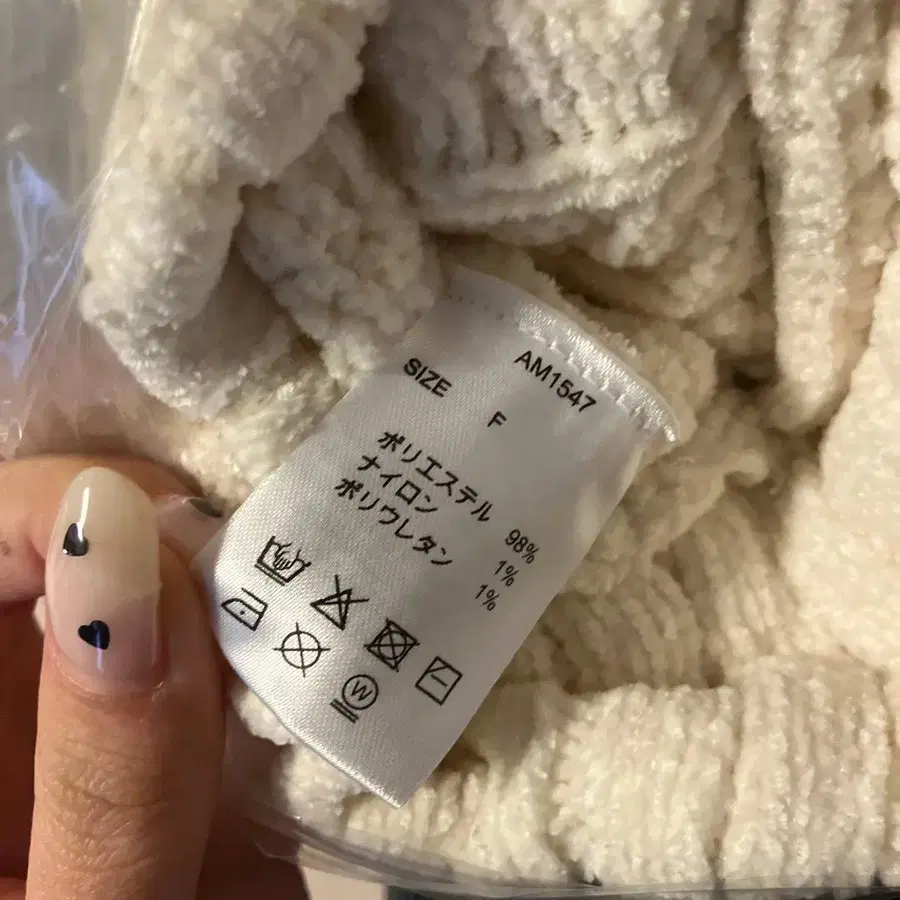 AM1547
SIZE F
ポリエステル 98%
ナイロン 1%
ポリウレタン 1%
W